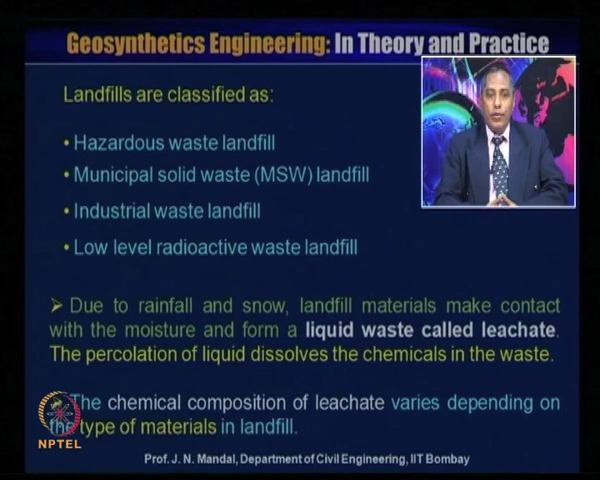 Geosynthetics Engineering: In Theory and Practice
Landfills are classified as:
• Hazardous waste landfill
• Municipal solid waste (MSW) landfill
• Industrial waste landfill
• Low level radioactive waste landfill
➢ Due to rainfall and snow, landfill materials make contact
with the moisture and form a liquid waste called leachate.
The percolation of liquid dissolves the chemicals in the waste.
The chemical composition of leachate varies depending on
the type of materials in landfill.
NPTEL
Prof. J. N. Mandal, Department of Civil Engineering, IIT Bombay